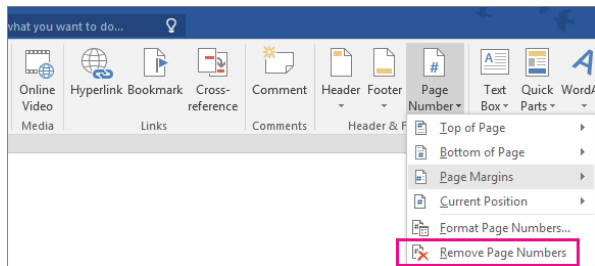 what you want to do...
Online Video
Hyperlink
Bookmark
Cross-reference
Comment
Header
Footer
Page Number
Text Box
Quick Parts
Media
Links
Comments
Header & F
Top of Page
Bottom of Page
Page Margins
Current Position
Format Page Numbers...
Remove Page Numbers